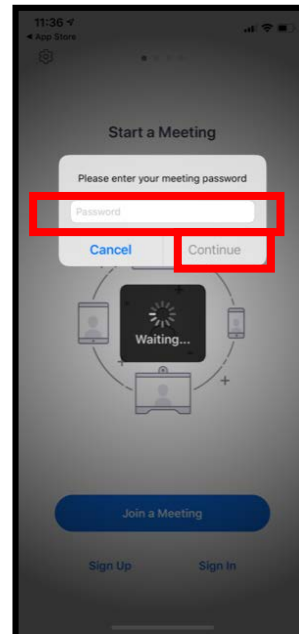 11:36
◀ App Store
Start a Meeting
Please enter your meeting password
Password
Cancel
Continue
Waiting...
Join a Meeting
Sign Up
Sign In